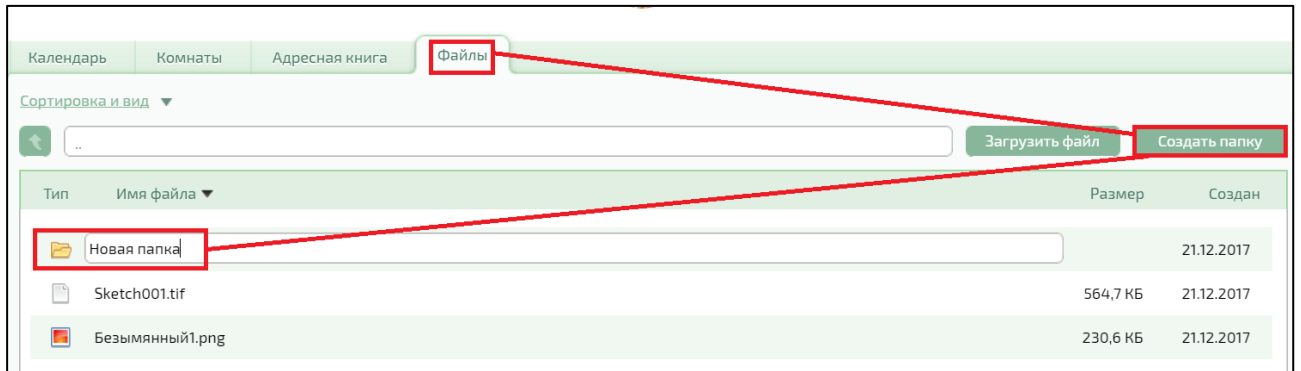 Календарь Комнаты Адресная книга Файлы
Сортировка и вид ▼
.. Загрузить файл Создать папку
Тип Имя файла ▼ Размер Создан
Новая папка 21.12.2017
Sketch001.tif 564,7 КБ 21.12.2017
Безымянный1.png 230,6 КБ 21.12.2017